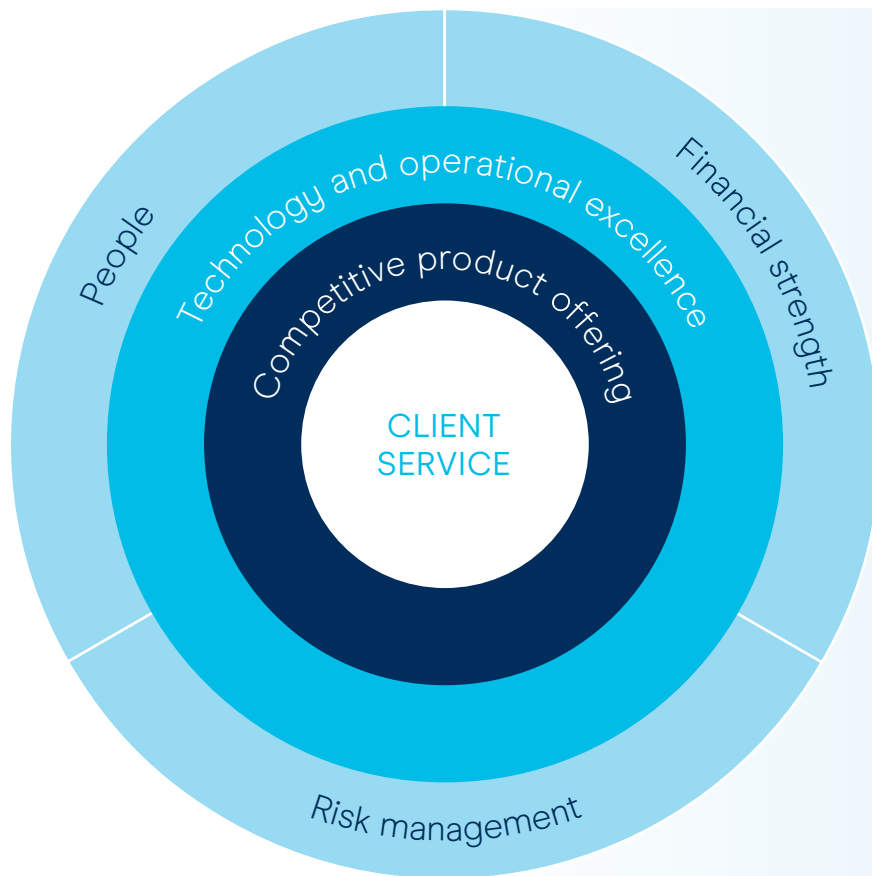 People
Financial strength
Technology and operational excellence
Competitive product offering
CLIENT
SERVICE
Risk management